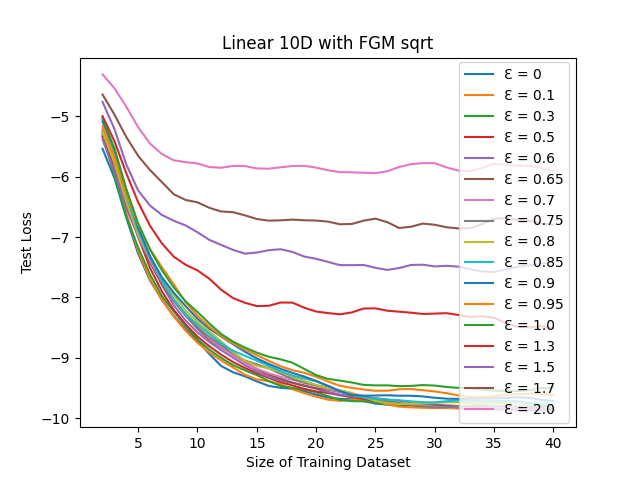 Linear 10D with FGM sqrt
Test Loss
−5
−6
−7
−8
−9
−10
5
10
15
20
25
30
35
40
Size of Training Dataset
Ɛ = 0
Ɛ = 0.1
Ɛ = 0.3
Ɛ = 0.5
Ɛ = 0.6
Ɛ = 0.65
Ɛ = 0.7
Ɛ = 0.75
Ɛ = 0.8
Ɛ = 0.85
Ɛ = 0.9
Ɛ = 0.95
Ɛ = 1.0
Ɛ = 1.3
Ɛ = 1.5
Ɛ = 1.7
Ɛ = 2.0